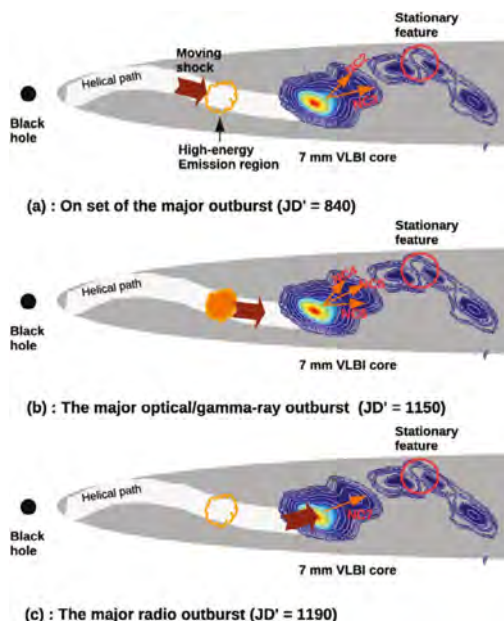 Stationary
feature
Moving
shock
Helical path
Black
hole
High-energy
Emission region
7 mm VLBI core
(a) : On set of the major outburst (JD' = 840)
Stationary
feature
Helical path
Black
hole
7 mm VLBI core
(b) : The major optical/gamma-ray outburst (JD' = 1150)
Stationary
feature
Helical path
Black
hole
7 mm VLBI core
(c) : The major radio outburst (JD' = 1190)